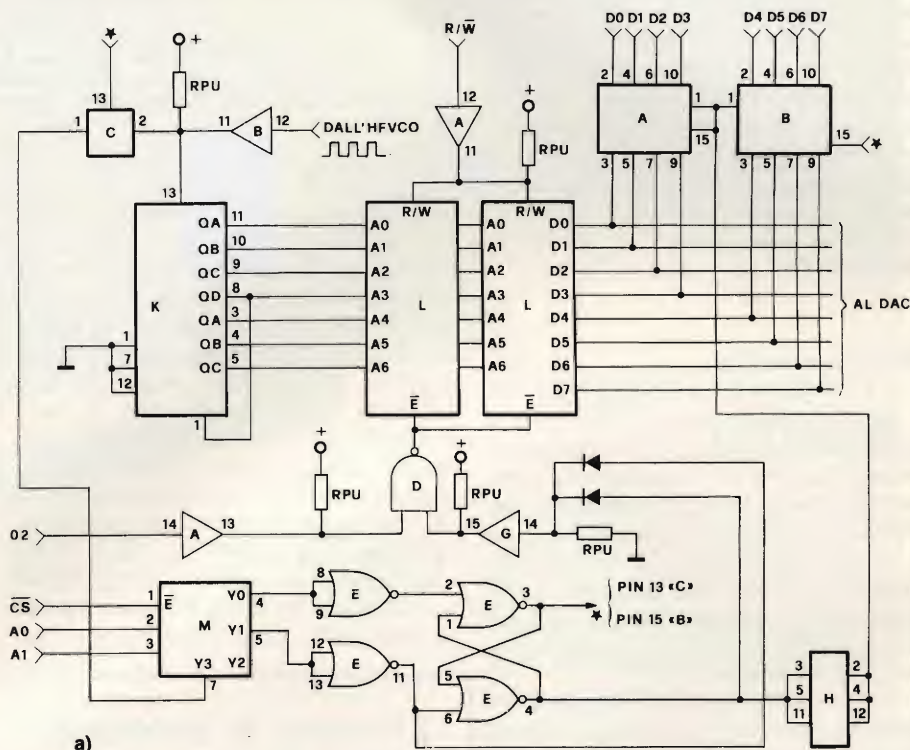 R/W̅
D0 D1 D2 D3
D4 D5 D6 D7
★
+
13
RPU
12
+
2 4 6 10
2 4 6 10
1 C 2
11 B 12
DALL'HFVCO
A
11
RPU
A
1
15
1
B
15 ★
3 5 7 9
3 5 7 9
13
R/W
R/W
QA 11
A0
A0
D0
QB 10
A1
A1
D1
QC 9
A2
A2
D2
QD 8
A3
A3
D3
K
L
L
AL DAC
QA 3
A4
A4
D4
1
QB 4
A5
A5
D5
7
QC 5
A6
A6
D6
12
D7
1
E̅
E̅
+
+
RPU
D
RPU
02
14 A 13
15 G 14
RPU
C̅S̅
1 E̅
Y0 4
8
9
E
2
1
E
3
PIN 13 «C»
★
PIN 15 «B»
A0
2
M
Y1 5
A1
3
Y2
12
13
E
11
Y3
7
5
6
E
4
3
5
11
H
2
4
12
a)